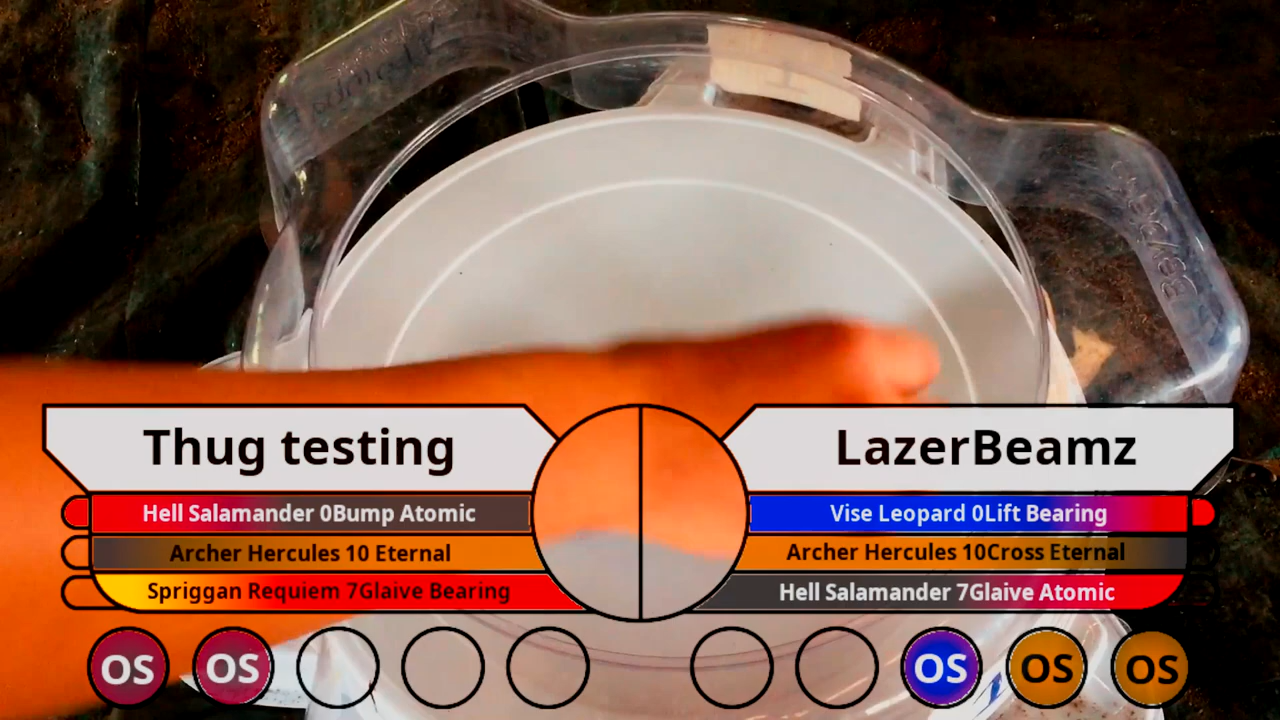 Thug testing
Hell Salamander 0Bump Atomic
Archer Hercules 10 Eternal
Spriggan Requiem 7Glaive Bearing
LazerBeamz
Vise Leopard 0Lift Bearing
Archer Hercules 10Cross Eternal
Hell Salamander 7Glaive Atomic
OS OS
OS OS OS